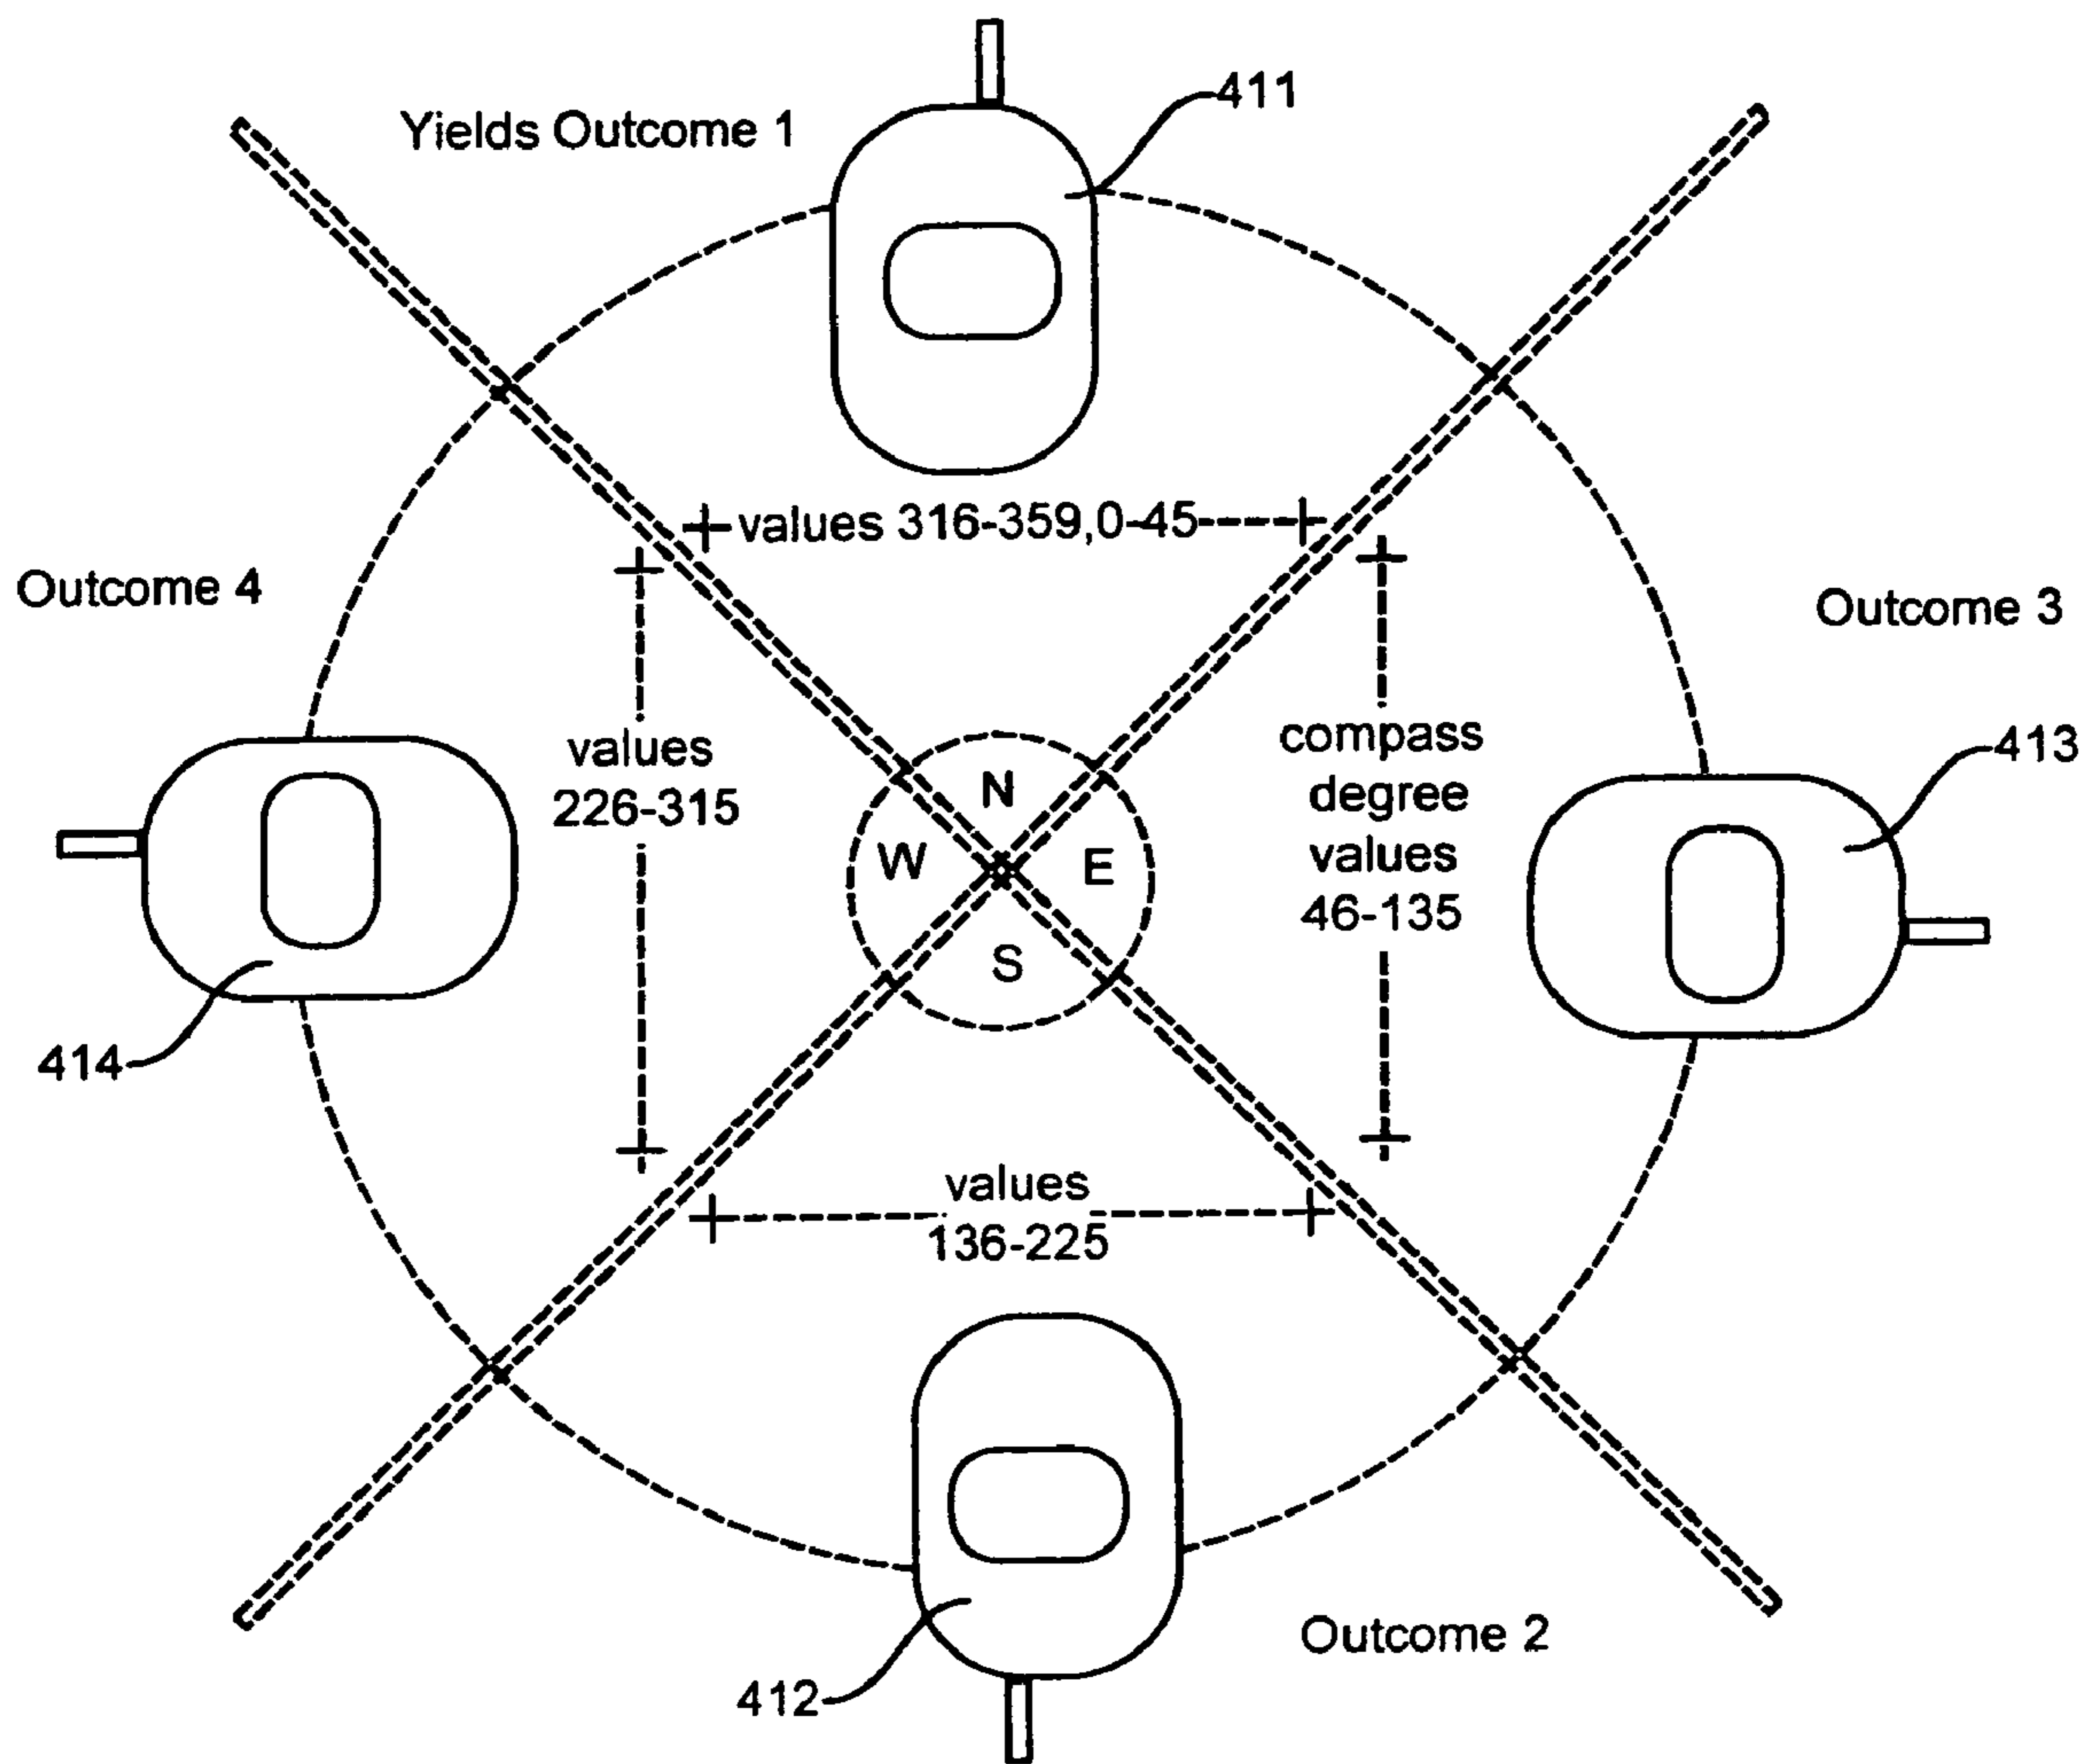 411
Yields Outcome 1
values 316-359,0-45
Outcome 4
Outcome 3
values
226-315
compass
degree
values
46-135
413
N
W
E
S
414
values
136-225
Outcome 2
412